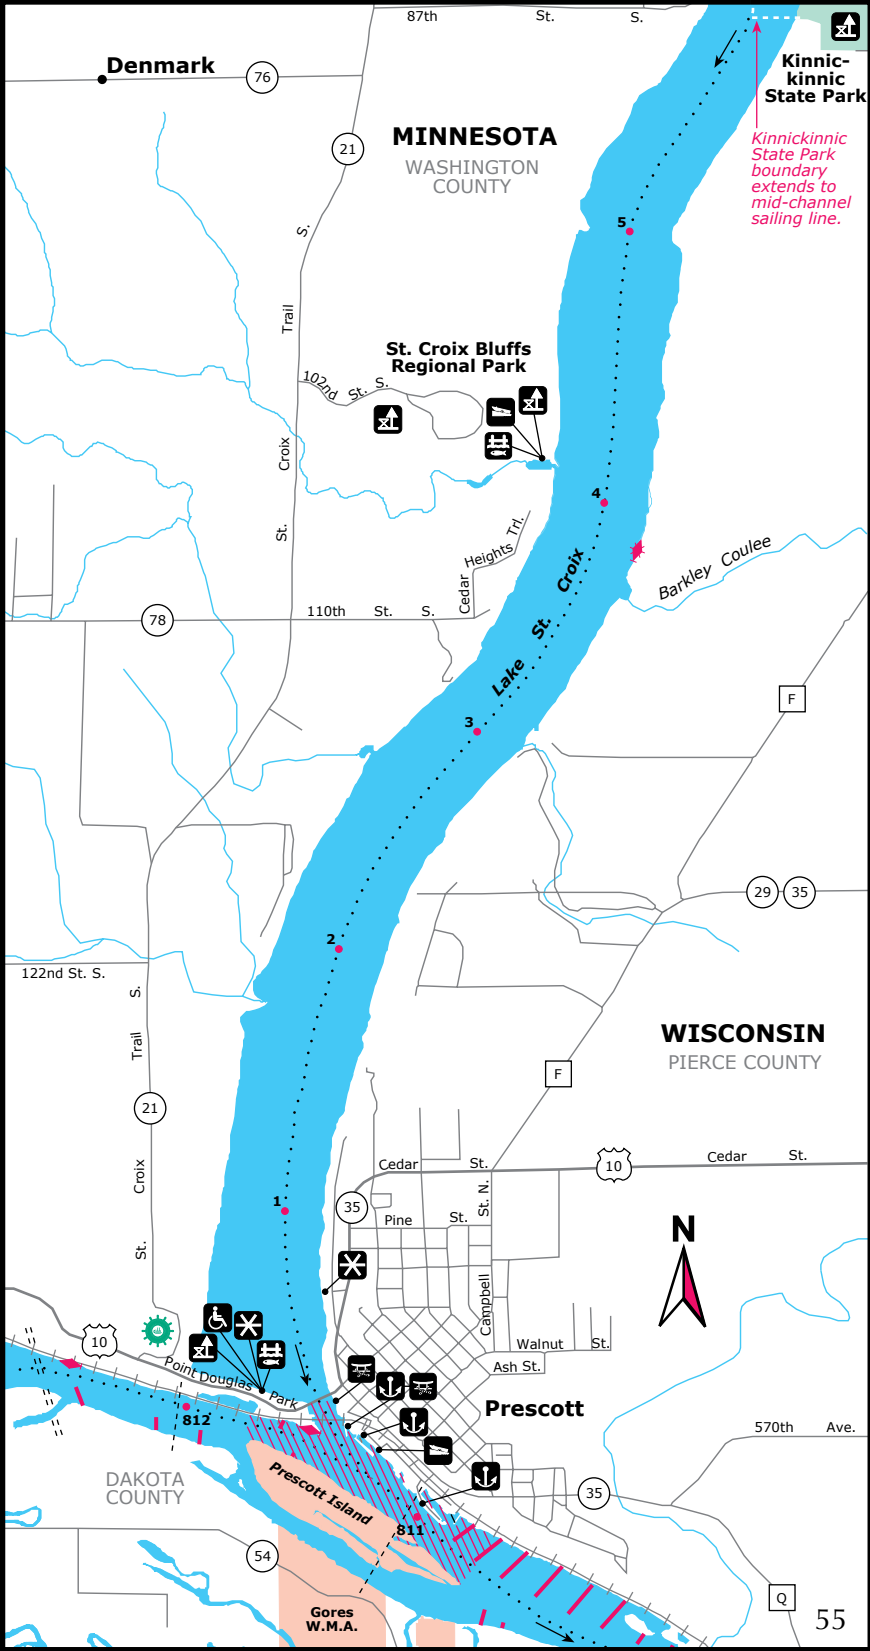 87th St. S.
Denmark
76
Kinnic-
kinnic
State Park
21
MINNESOTA
WASHINGTON
COUNTY
Kinnickinnic
State Park
boundary
extends to
mid-channel
sailing line.
5
St. Croix Trail S.
St. Croix Bluffs
Regional Park
102nd St. S.
4
Cedar Heights Trl.
Barkley Coulee
Lake St. Croix
110th St. S.
78
F
3
29
35
2
122nd St. S.
WISCONSIN
PIERCE COUNTY
F
St. Croix Trail S.
21
Cedar St.
10
Cedar St.
35
1
Pine St.
Campbell St. N.
N
10
Walnut St.
Ash St.
Point Douglas Park
Prescott
812
570th Ave.
DAKOTA
COUNTY
Prescott Island
35
811
54
Gores
W.M.A.
Q
55